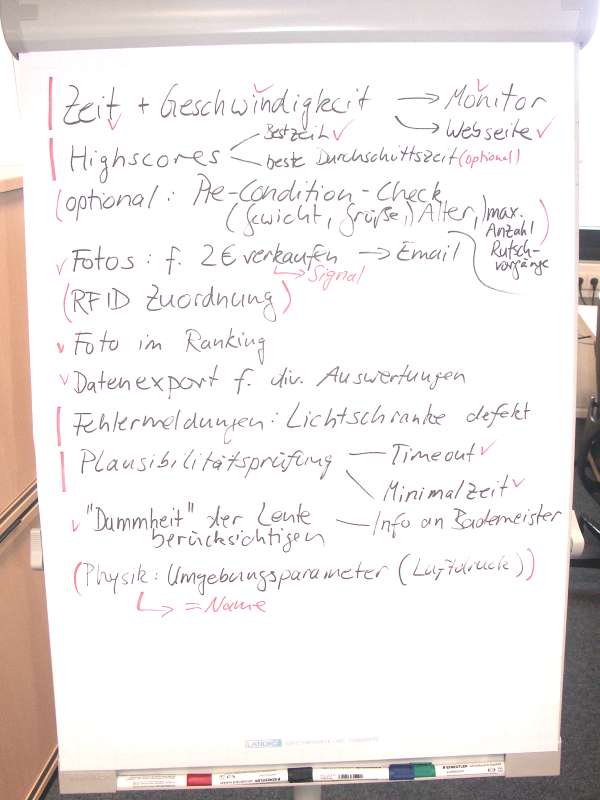 Zeit + Geschwindigkeit → Monitor
→ Webseite
Highscores — Bestzeit
— beste Durchschnittszeit (optional)
(optional: Pre-Condition-Check
(Gewicht, Größe,) Alter, max.
Anzahl
Rutsch-
vorgänge)
Fotos: f. 2€ verkaufen → Email
↳ Signal
(RFID Zuordnung)
Foto im Ranking
Datenexport f. div. Auswertungen
Fehlermeldungen: Lichtschranke defekt
Plausibilitätsprüfung — Timeout
— Minimalzeit
"Dummheit" der Leute — Info an Bademeister
berücksichtigen
(Physik: Umgebungsparameter (Luftdruck))
↳ = Name